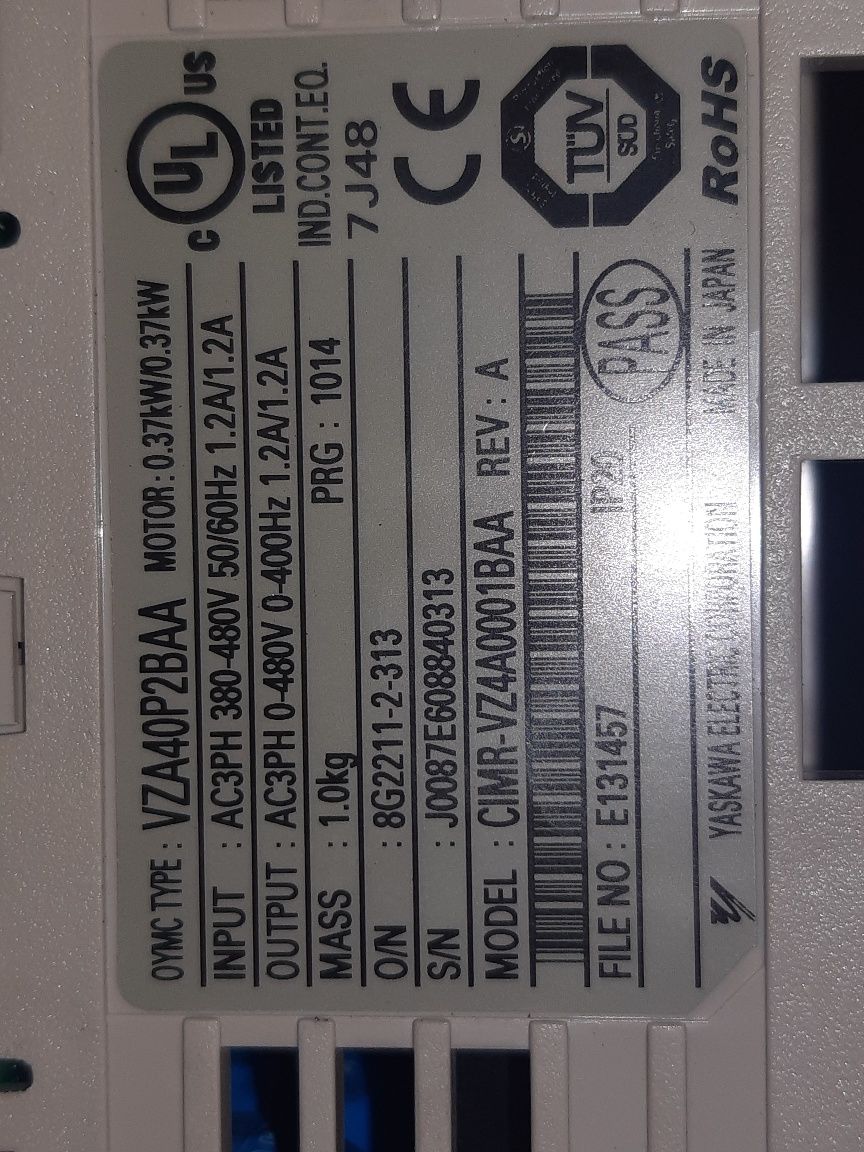 OYMC TYPE : VZA40P2BAA MOTOR : 0.37kW/0.37kW
INPUT : AC3PH 380-480V 50/60Hz 1.2A/1.2A
OUTPUT : AC3PH 0-480V 0-400Hz 1.2A/1.2A
MASS : 1.0kg PRG : 1014
O/N : 8G2211-2-313
S/N : J0087E608840313
MODEL : CIMR-VZ4A0001BAA REV : A
FILE NO : E131457 IP20
PASS
YASKAWA ELECTRIC CORPORATION MADE IN JAPAN
C UL US
LISTED
IND.CONT.EQ.
7J48
CE
TÜV
SÜD
RoHS